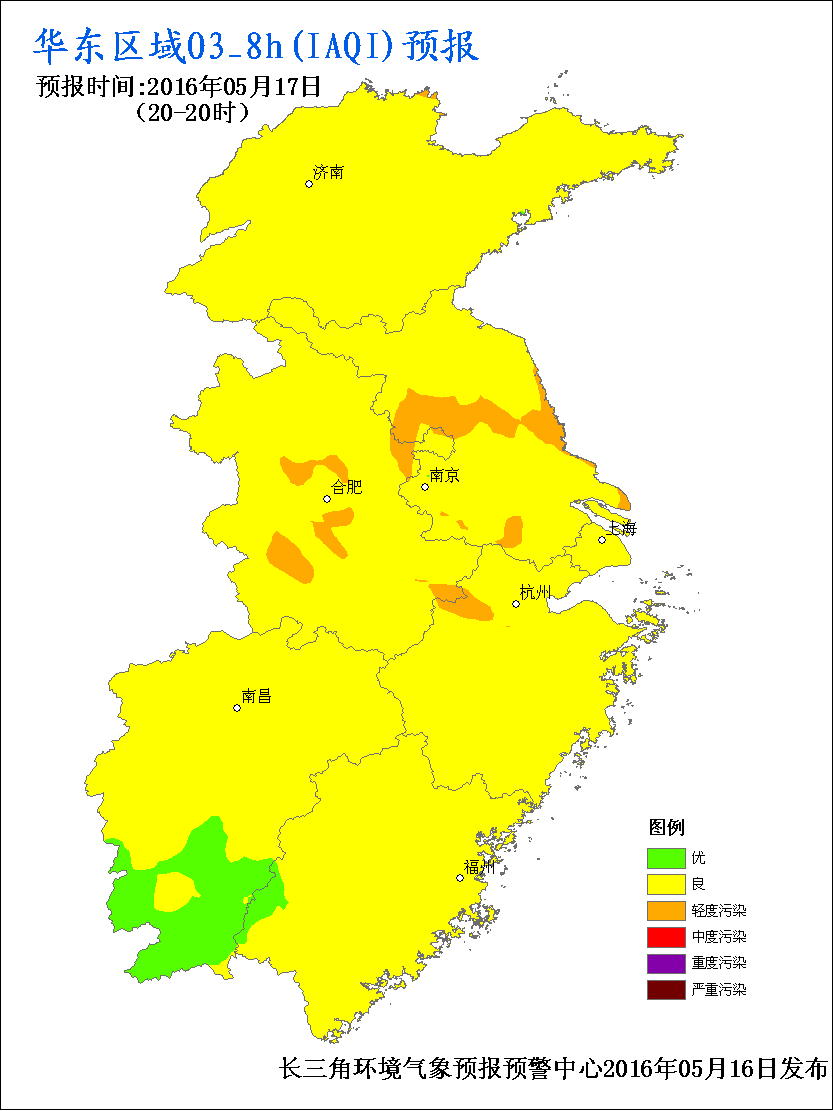 华东区域O3_8h(IAQI)预报
预报时间:2016年05月17日
(20-20时)
济南
南京
合肥
上海
杭州
南昌
福州
图例
优
良
轻度污染
中度污染
重度污染
严重污染
长三角环境气象预报预警中心2016年05月16日发布